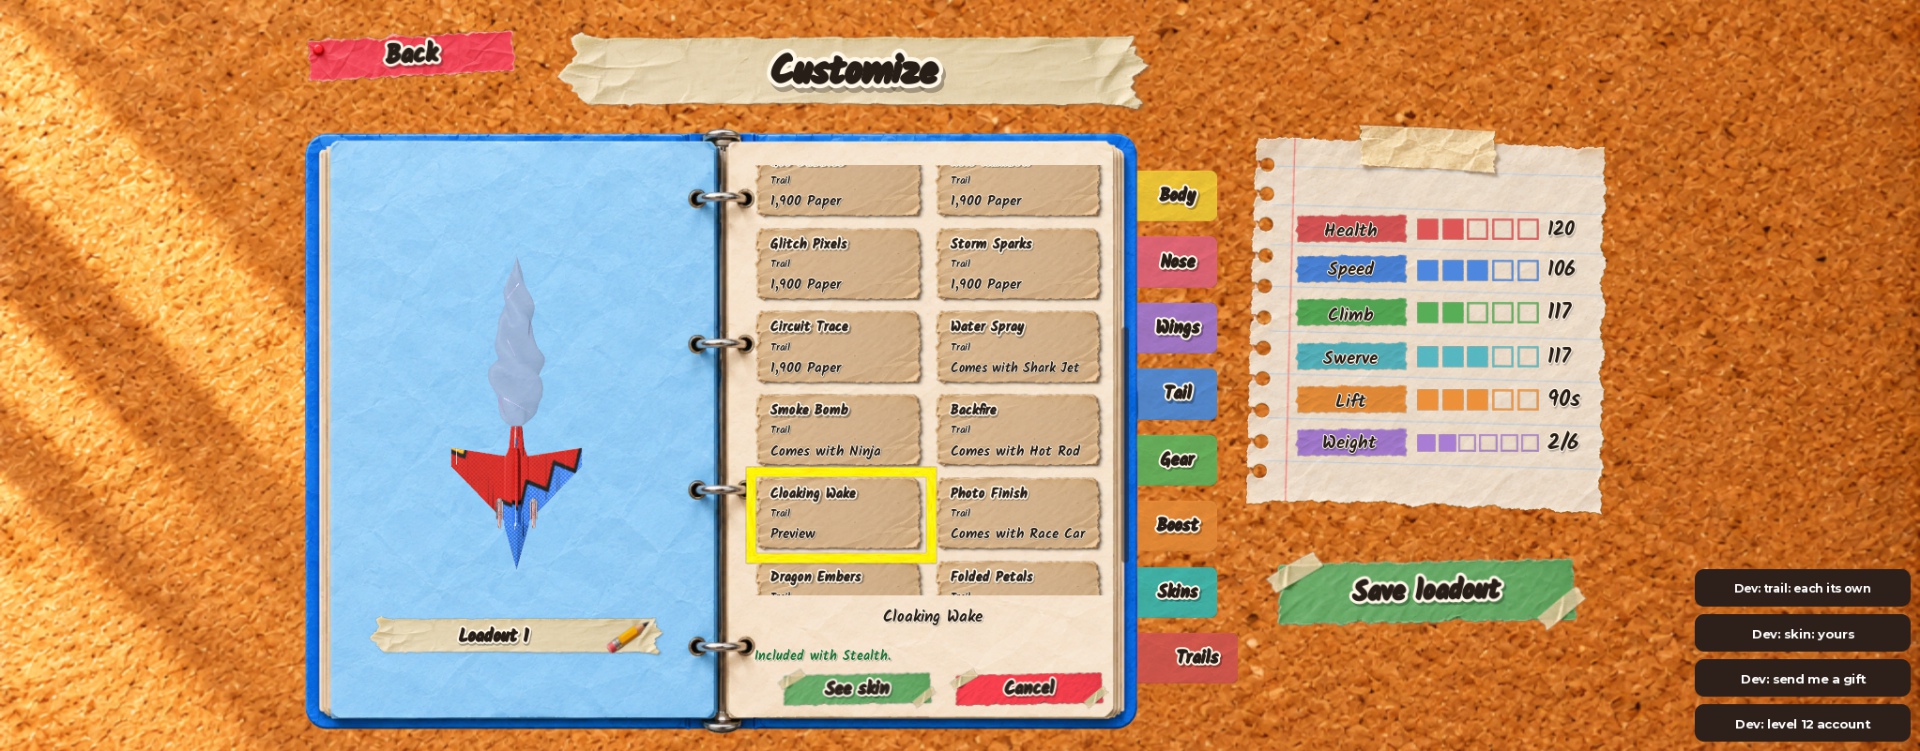 Back
Customize
Trail
1,900 Paper
Trail
1,900 Paper
Glitch Pixels
Trail
1,900 Paper
Storm Sparks
Trail
1,900 Paper
Circuit Trace
Trail
1,900 Paper
Water Spray
Trail
Comes with Shark Jet
Smoke Bomb
Trail
Comes with Ninja
Backfire
Trail
Comes with Hot Rod
Cloaking Wake
Trail
Preview
Photo Finish
Trail
Comes with Race Car
Dragon Embers
Folded Petals
Cloaking Wake
Included with Stealth.
See skin
Cancel
Loadout 1
Body
Nose
Wings
Tail
Gear
Boost
Skins
Trails
Health 120
Speed 106
Climb 117
Swerve 117
Lift 90s
Weight 2/6
Save loadout
Dev: trail: each its own
Dev: skin: yours
Dev: send me a gift
Dev: level 12 account